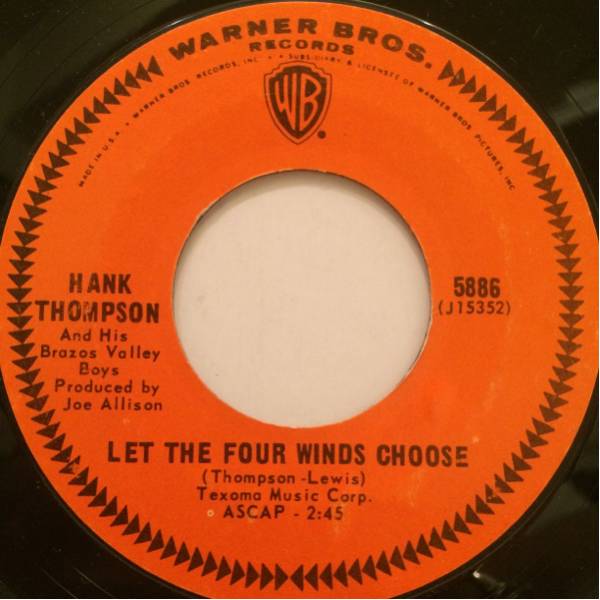 WARNER BROS.
RECORDS
MADE IN U.S.A. • WARNER BROS. RECORDS, INC. • A SUBSIDIARY & LICENSEE OF WARNER BROS. PICTURES, INC.
WB
HANK
THOMPSON
And His
Brazos Valley
Boys
Produced by
Joe Allison
5886
(J15352)
LET THE FOUR WINDS CHOOSE
(Thompson-Lewis)
Texoma Music Corp.
ASCAP - 2:45